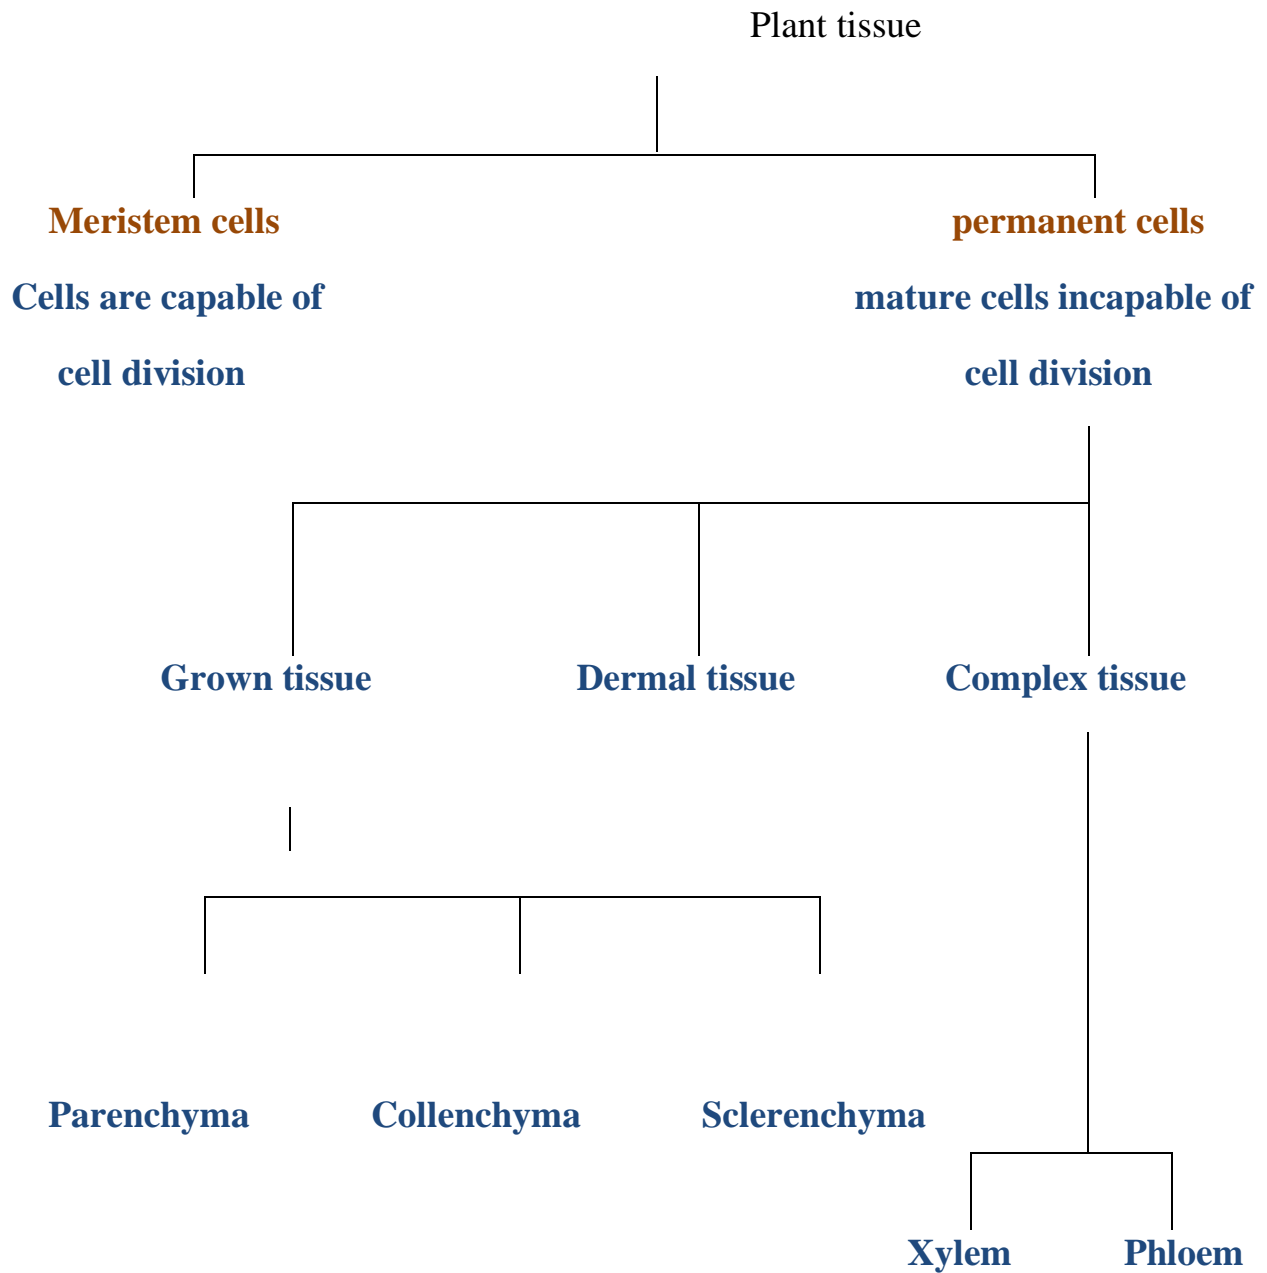 Plant tissue
Meristem cells
permanent cells
Cells are capable of
mature cells incapable of
cell division
cell division
Grown tissue
Dermal tissue
Complex tissue
Parenchyma
Collenchyma
Sclerenchyma
Xylem
Phloem